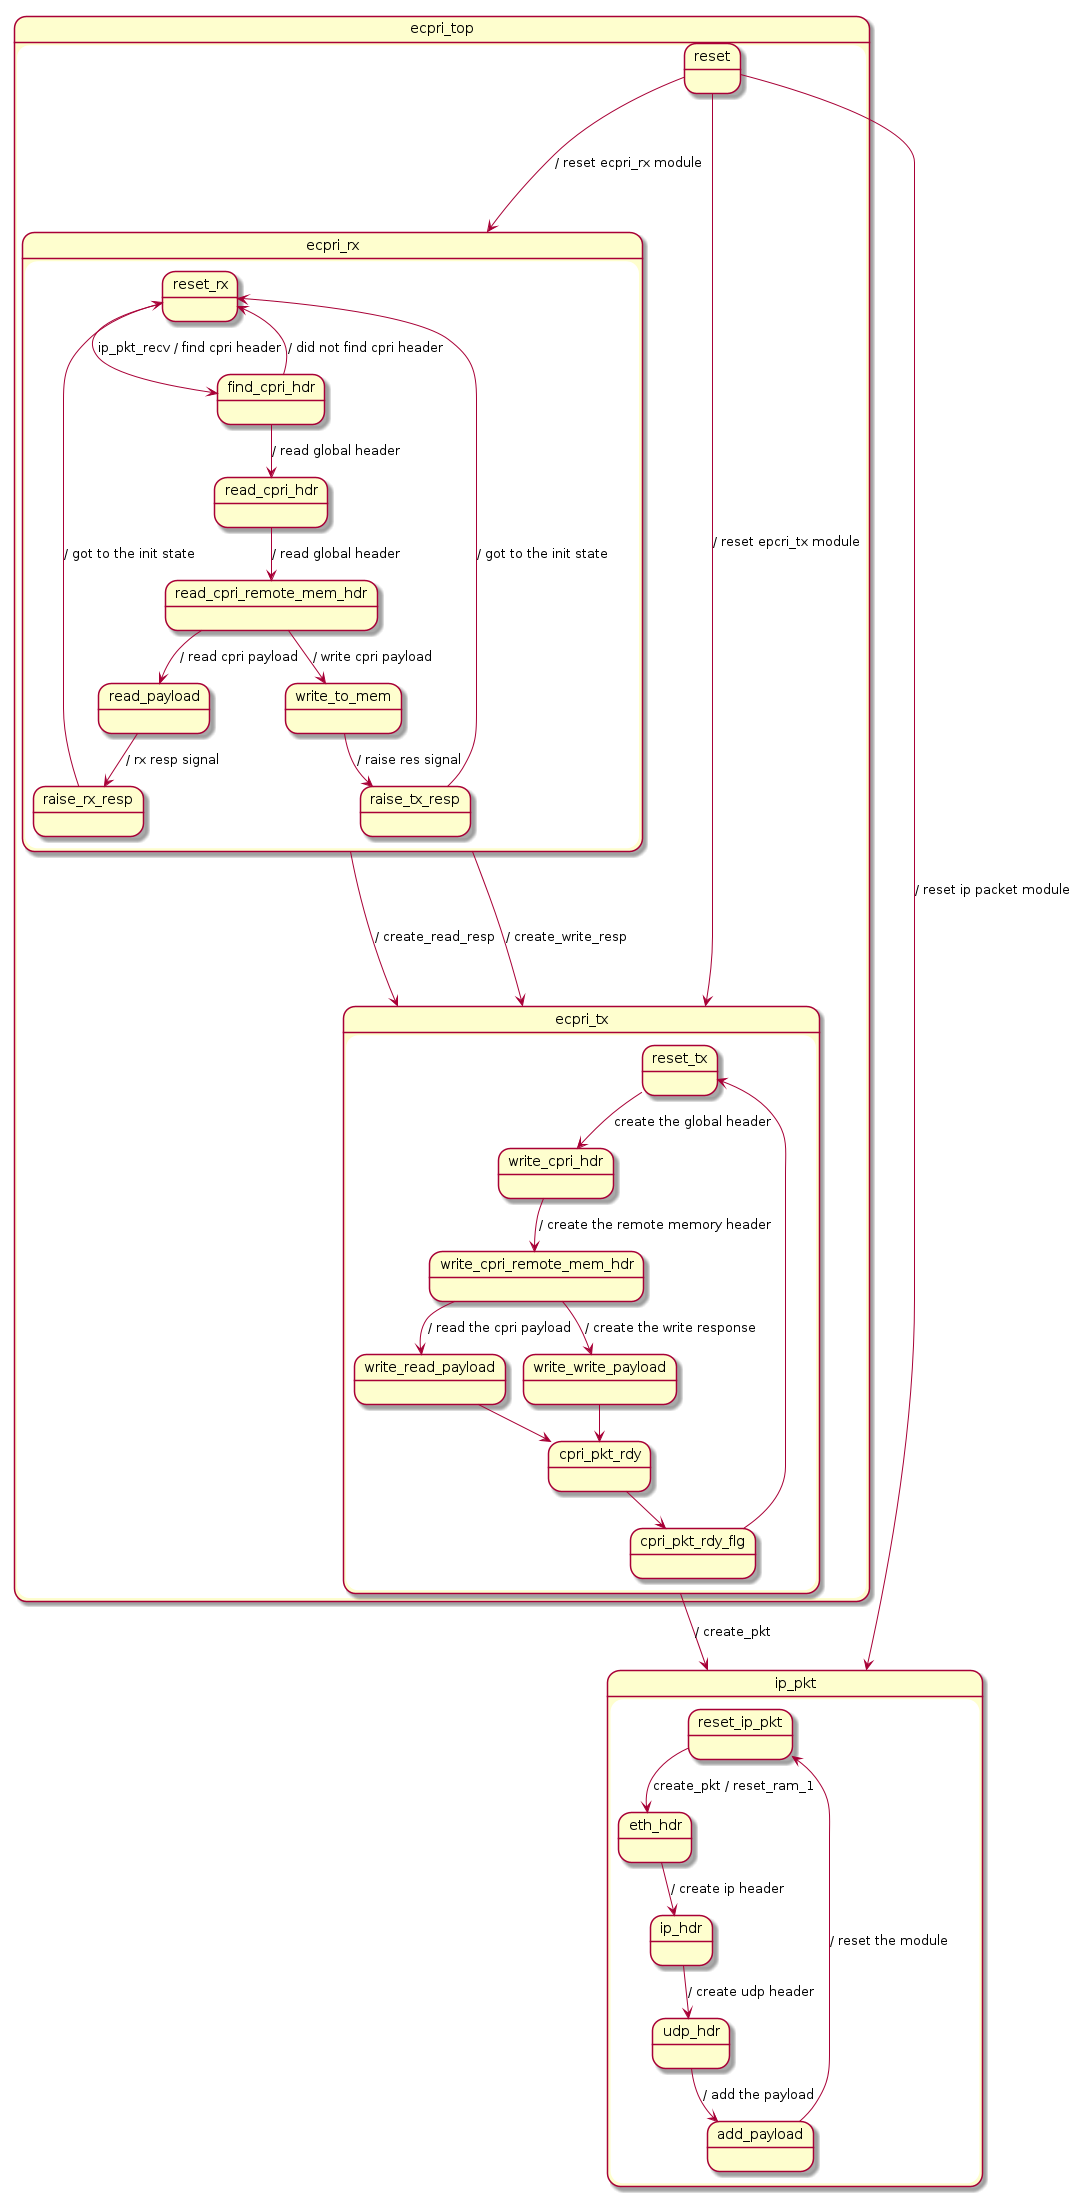 ecpri_top
reset
/ reset ecpri_rx module
ecpri_rx
reset_rx
ip_pkt_recv / find cpri header
/ did not find cpri header
find_cpri_hdr
/ read global header
read_cpri_hdr
/ reset epcri_tx module
/ got to the init state
/ read global header
/ got to the init state
read_cpri_remote_mem_hdr
/ read cpri payload
/ write cpri payload
read_payload
write_to_mem
/ rx resp signal
/ raise res signal
raise_rx_resp
raise_tx_resp
/ reset ip packet module
/ create_read_resp
/ create_write_resp
ecpri_tx
reset_tx
create the global header
write_cpri_hdr
/ create the remote memory header
write_cpri_remote_mem_hdr
/ read the cpri payload
/ create the write response
write_read_payload
write_write_payload
cpri_pkt_rdy
cpri_pkt_rdy_flg
/ create_pkt
ip_pkt
reset_ip_pkt
create_pkt / reset_ram_1
eth_hdr
/ create ip header
ip_hdr
/ reset the module
/ create udp header
udp_hdr
/ add the payload
add_payload